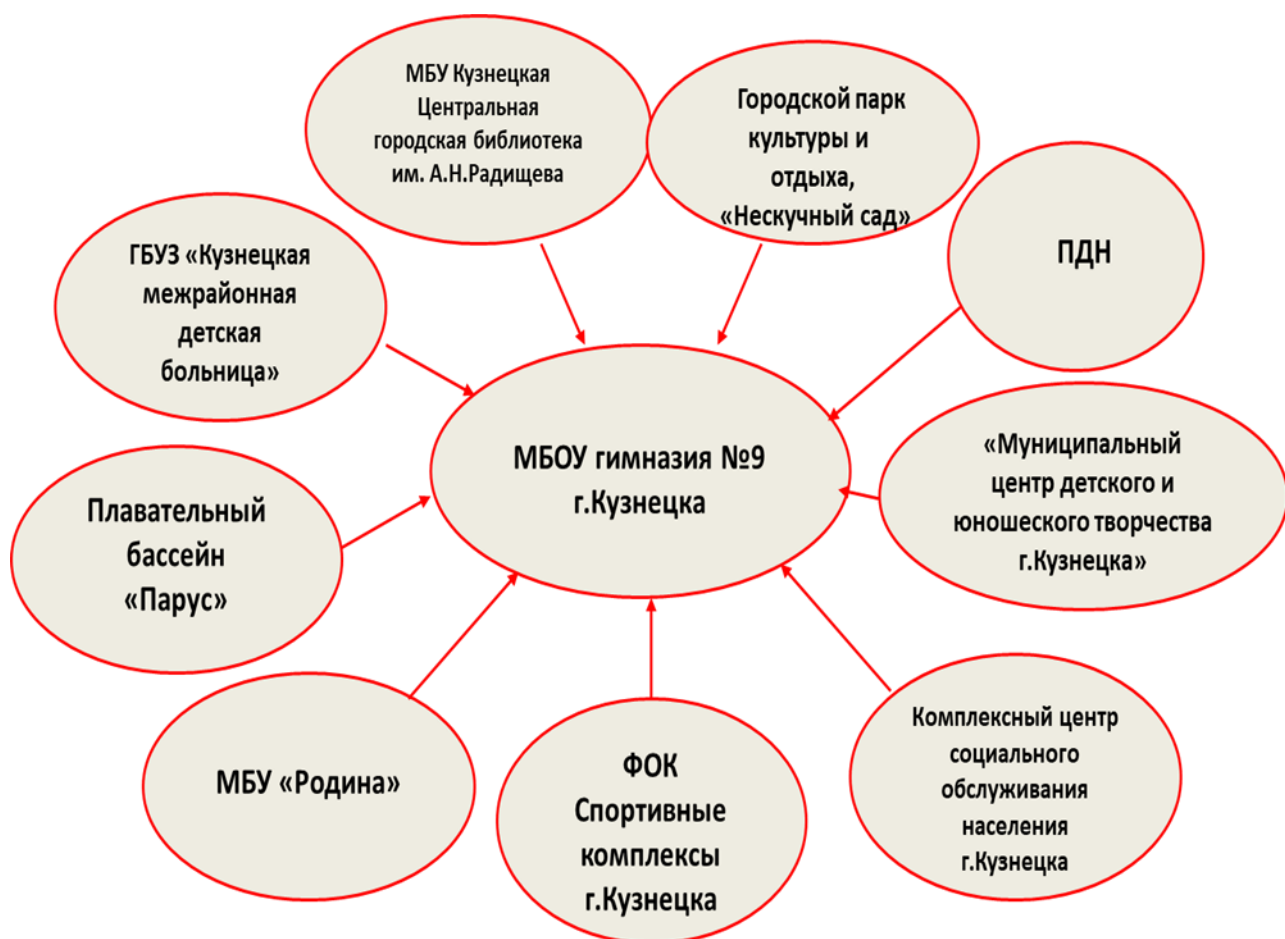 МБУ Кузнецкая
Центральная
городская библиотека
им. А.Н.Радищева
Городской парк
культуры и
отдыха,
«Нескучный сад»
ПДН
ГБУЗ «Кузнецкая
межрайонная
детская
больница»
МБОУ гимназия №9
г.Кузнецка
«Муниципальный
центр детского и
юношеского творчества
г.Кузнецка»
Плавательный
бассейн
«Парус»
МБУ «Родина»
ФОК
Спортивные
комплексы
г.Кузнецка
Комплексный центр
социального
обслуживания
населения
г.Кузнецка